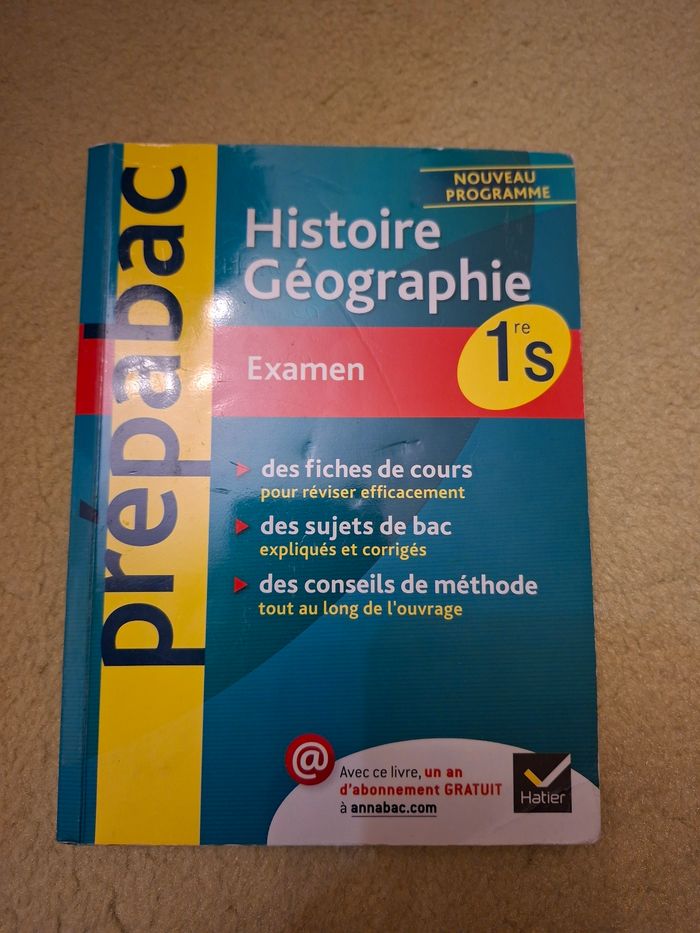 prépabac
NOUVEAU
PROGRAMME
Histoire
Géographie
1re S
Examen
des fiches de cours
pour réviser efficacement
des sujets de bac
expliqués et corrigés
des conseils de méthode
tout au long de l'ouvrage
@
Avec ce livre, un an
d'abonnement GRATUIT
à annabac.com
Hatier